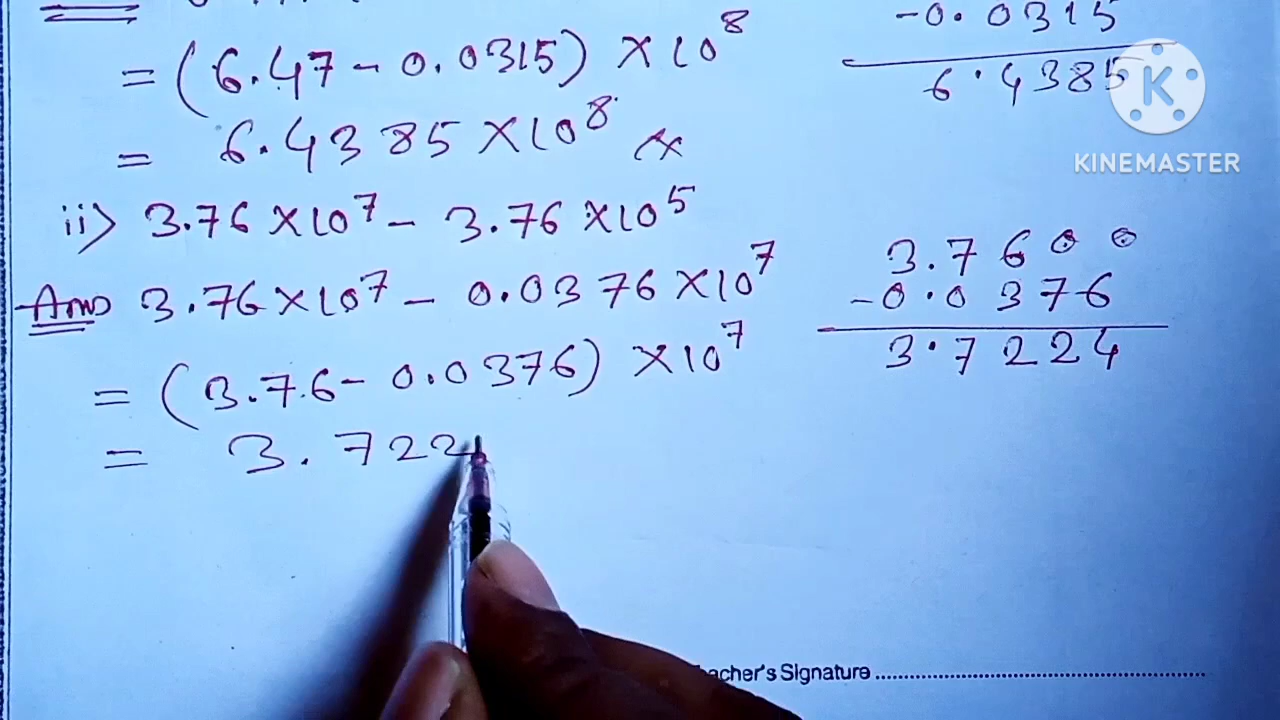 -0.0315
= (6.47 - 0.0315) × 10⁸
6.4385
= 6.4385 × 10⁸
KINEMASTER
ii) 3.76 × 10⁷ - 3.76 × 10⁵
Ans 3.76 × 10⁷ - 0.0376 × 10⁷
3.7600
-0.0376
3.7224
= (3.76 - 0.0376) × 10⁷
= 3.722
acher's Signature